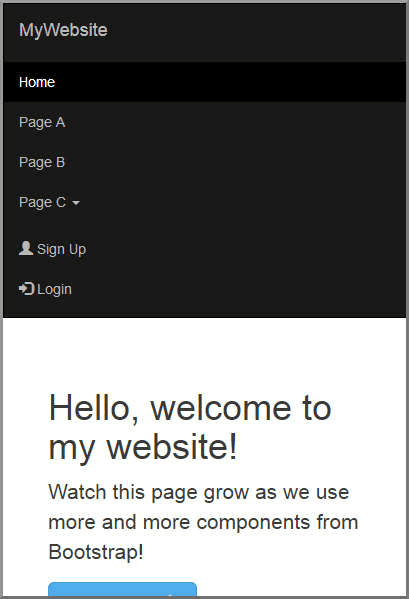 MyWebsite
Home
Page A
Page B
Page C
Sign Up
Login
Hello, welcome to
my website!
Watch this page grow as we use
more and more components from
Bootstrap!